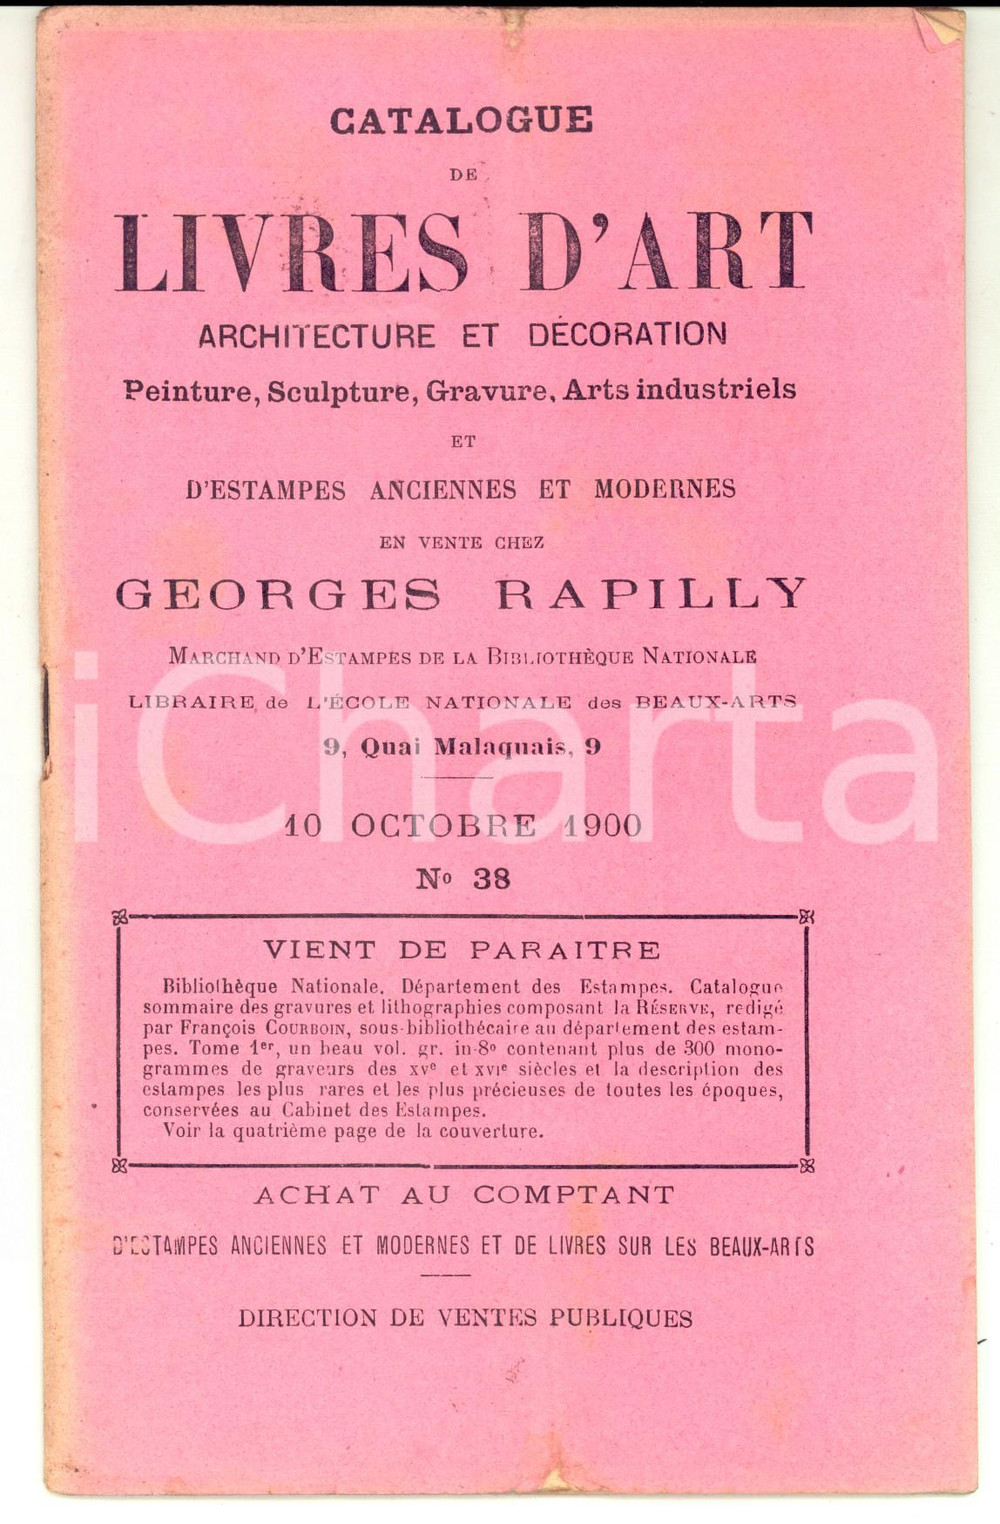 CATALOGUE
DE
LIVRES D'ART
ARCHITECTURE ET DÉCORATION
Peinture, Sculpture, Gravure, Arts industriels
ET
D'ESTAMPES ANCIENNES ET MODERNES
EN VENTE CHEZ
GEORGES RAPILLY
MARCHAND D'ESTAMPES DE LA BIBLIOTHÈQUE NATIONALE
LIBRAIRE de L'ÉCOLE NATIONALE des BEAUX-ARTS
9, Quai Malaquais, 9
10 OCTOBRE 1900
No 38
VIENT DE PARAITRE
Bibliothèque Nationale. Département des Estampes. Catalogue
sommaire des gravures et lithographies composant la RÉSERVE, redigé
par François COURBOIN, sous-bibliothécaire au département des estam-
pes. Tome 1er, un beau vol. gr. in-8o contenant plus de 300 mono-
grammes de graveurs des XVe et XVIe siècles et la description des
estampes les plus rares et les plus précieuses de toutes les époques,
conservées au Cabinet des Estampes.
Voir la quatrième page de la couverture.
ACHAT AU COMPTANT
D'ESTAMPES ANCIENNES ET MODERNES ET DE LIVRES SUR LES BEAUX-ARTS
DIRECTION DE VENTES PUBLIQUES
iCharta